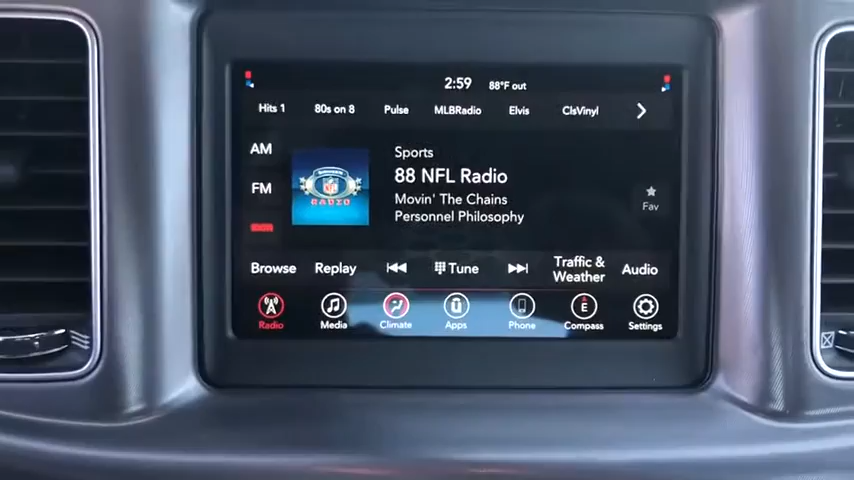 2:59 88°F out
Hits 1 80s on 8 Pulse MLBRadio Elvis ClsVinyl
AM
FM
Sports
88 NFL Radio
Movin' The Chains
Personnel Philosophy
NFL
RADIO
Fav
Browse Replay Tune Traffic & Weather Audio
Radio Media Climate Apps Phone E Compass Settings